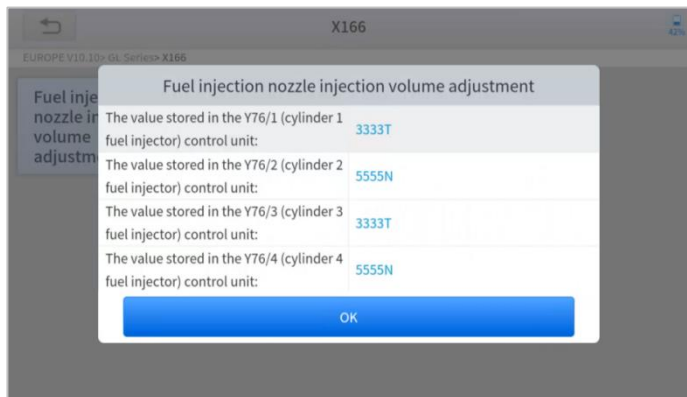 X166
42%
EUROPE V10.10> GL Series> X166
Fuel injection nozzle injection volume adjustment
Fuel inje
nozzle in
volume
adjustm
The value stored in the Y76/1 (cylinder 1
fuel injector) control unit:
3333T
The value stored in the Y76/2 (cylinder 2
fuel injector) control unit:
5555N
The value stored in the Y76/3 (cylinder 3
fuel injector) control unit:
3333T
The value stored in the Y76/4 (cylinder 4
fuel injector) control unit:
5555N
OK